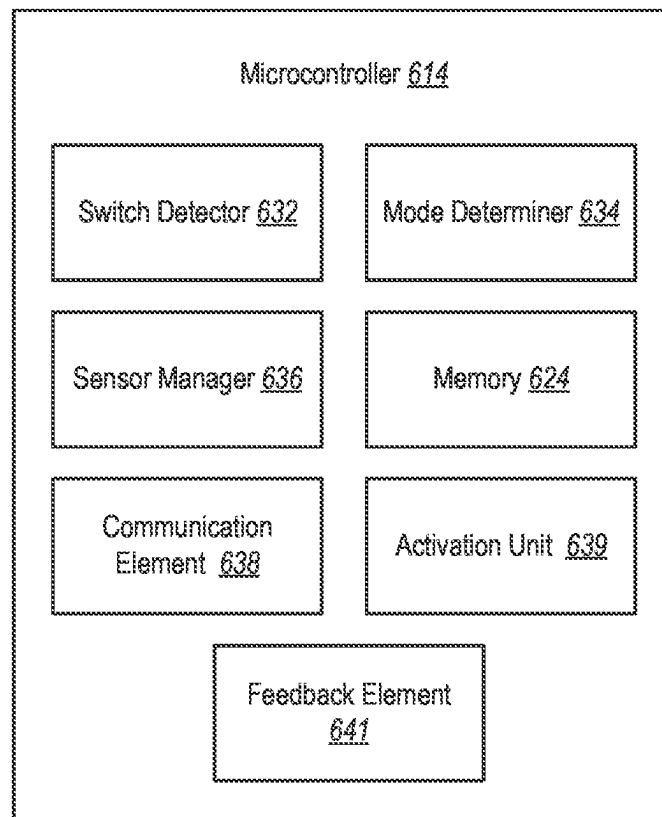 Microcontroller 614
Switch Detector 632
Mode Determiner 634
Sensor Manager 636
Memory 624
Communication
Element 638
Activation Unit 639
Feedback Element
641